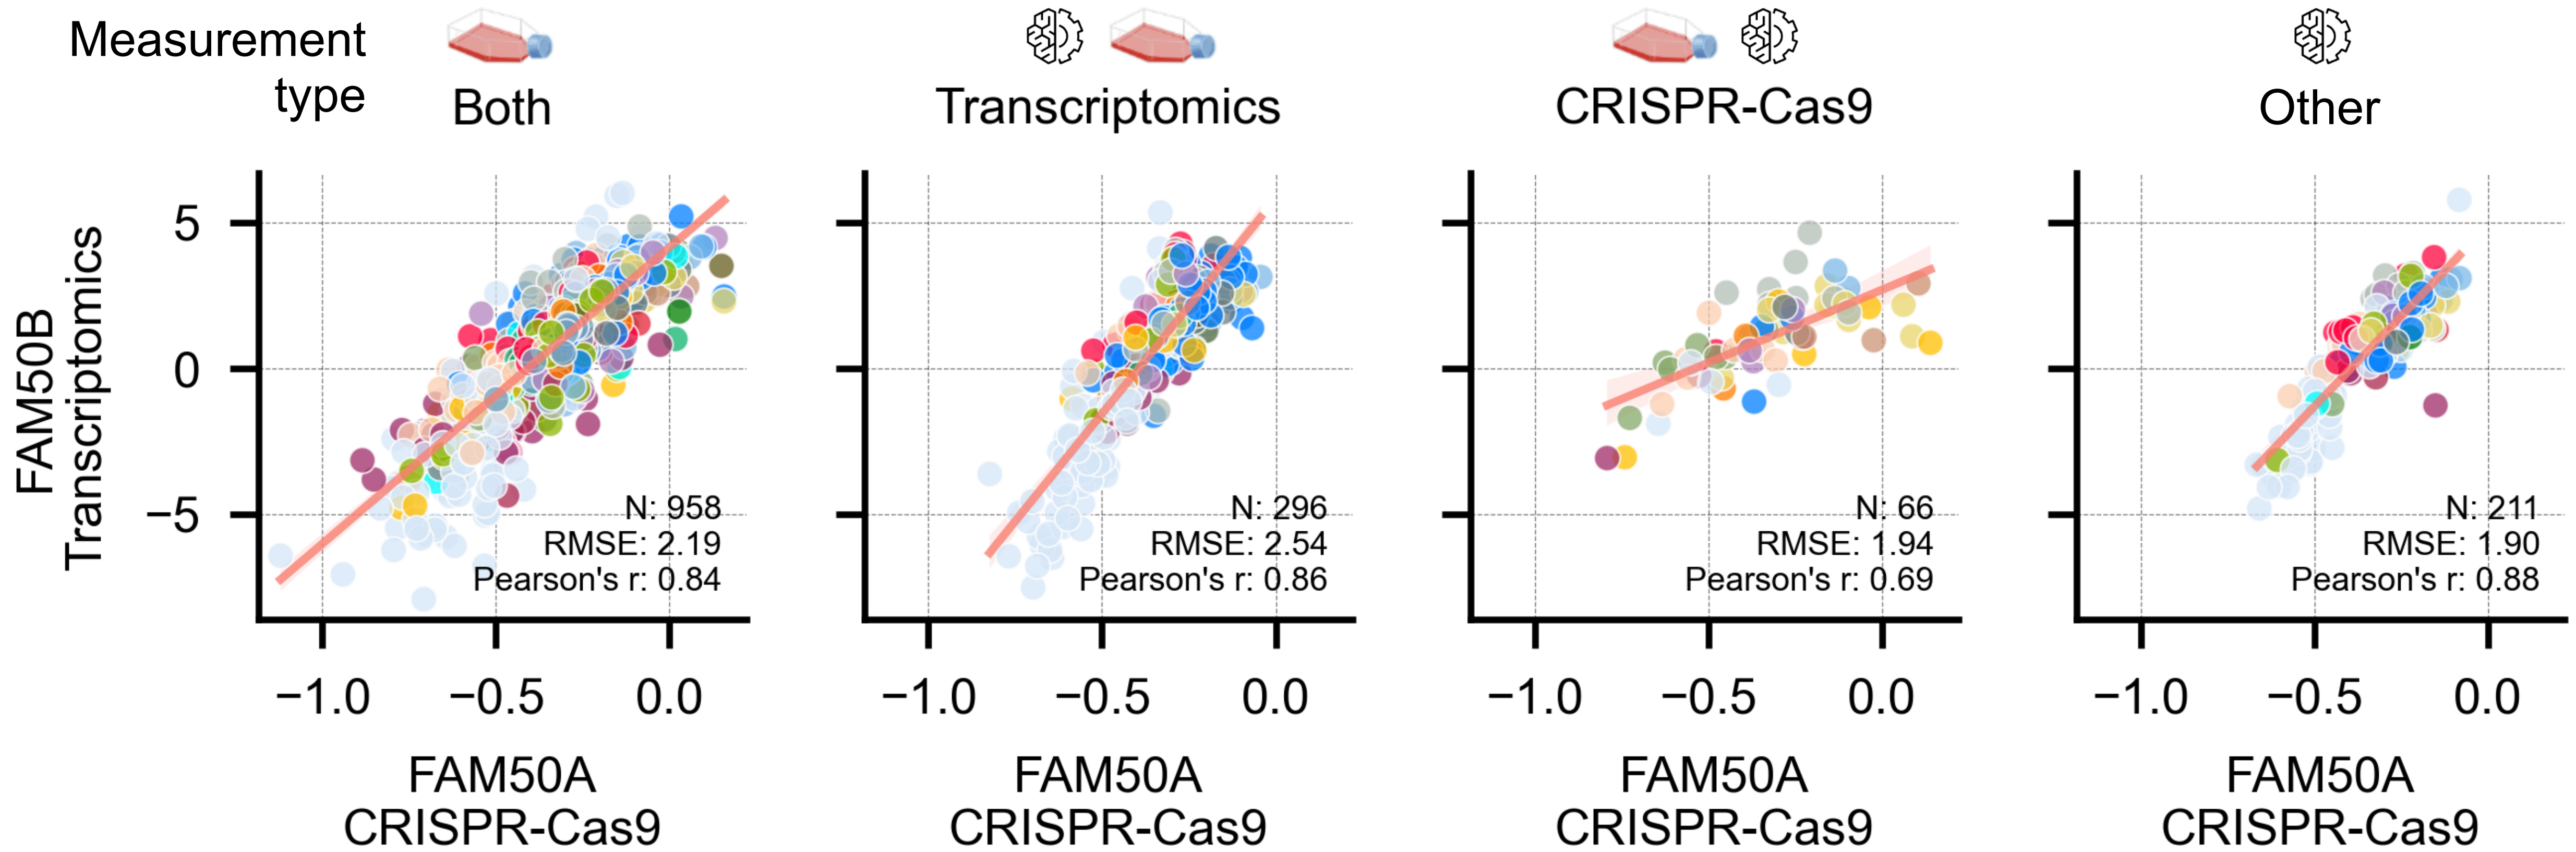 Measurement
type
Both
Transcriptomics
CRISPR-Cas9
Other
FAM50B
Transcriptomics
5
0
−5
N: 958
RMSE: 2.19
Pearson's r: 0.84
−1.0 −0.5 0.0
FAM50A
CRISPR-Cas9
N: 296
RMSE: 2.54
Pearson's r: 0.86
−1.0 −0.5 0.0
FAM50A
CRISPR-Cas9
N: 66
RMSE: 1.94
Pearson's r: 0.69
−1.0 −0.5 0.0
FAM50A
CRISPR-Cas9
N: 211
RMSE: 1.90
Pearson's r: 0.88
−1.0 −0.5 0.0
FAM50A
CRISPR-Cas9